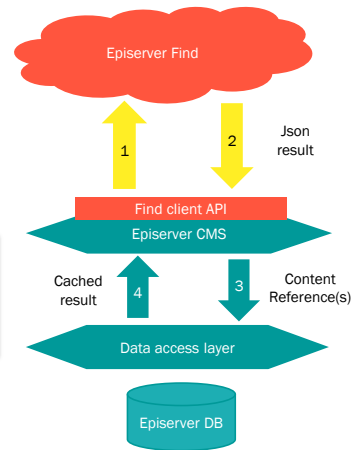 Episerver Find
1
2
Json
result
Find client API
Episerver CMS
Cached
result
4
3
Content
Reference(s)
Data access layer
Episerver DB